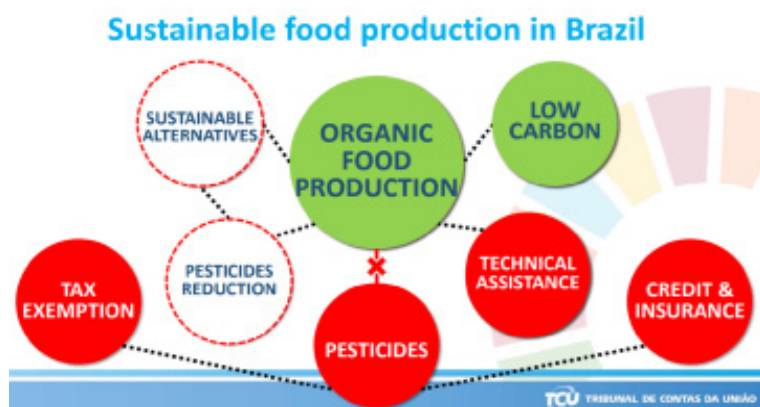 Sustainable food production in Brazil
SUSTAINABLE
ALTERNATIVES
ORGANIC
FOOD
PRODUCTION
LOW
CARBON
PESTICIDES
REDUCTION
TECHNICAL
ASSISTANCE
TAX
EXEMPTION
PESTICIDES
CREDIT &
INSURANCE
TCU TRIBUNAL DE CONTAS DA UNIÃO